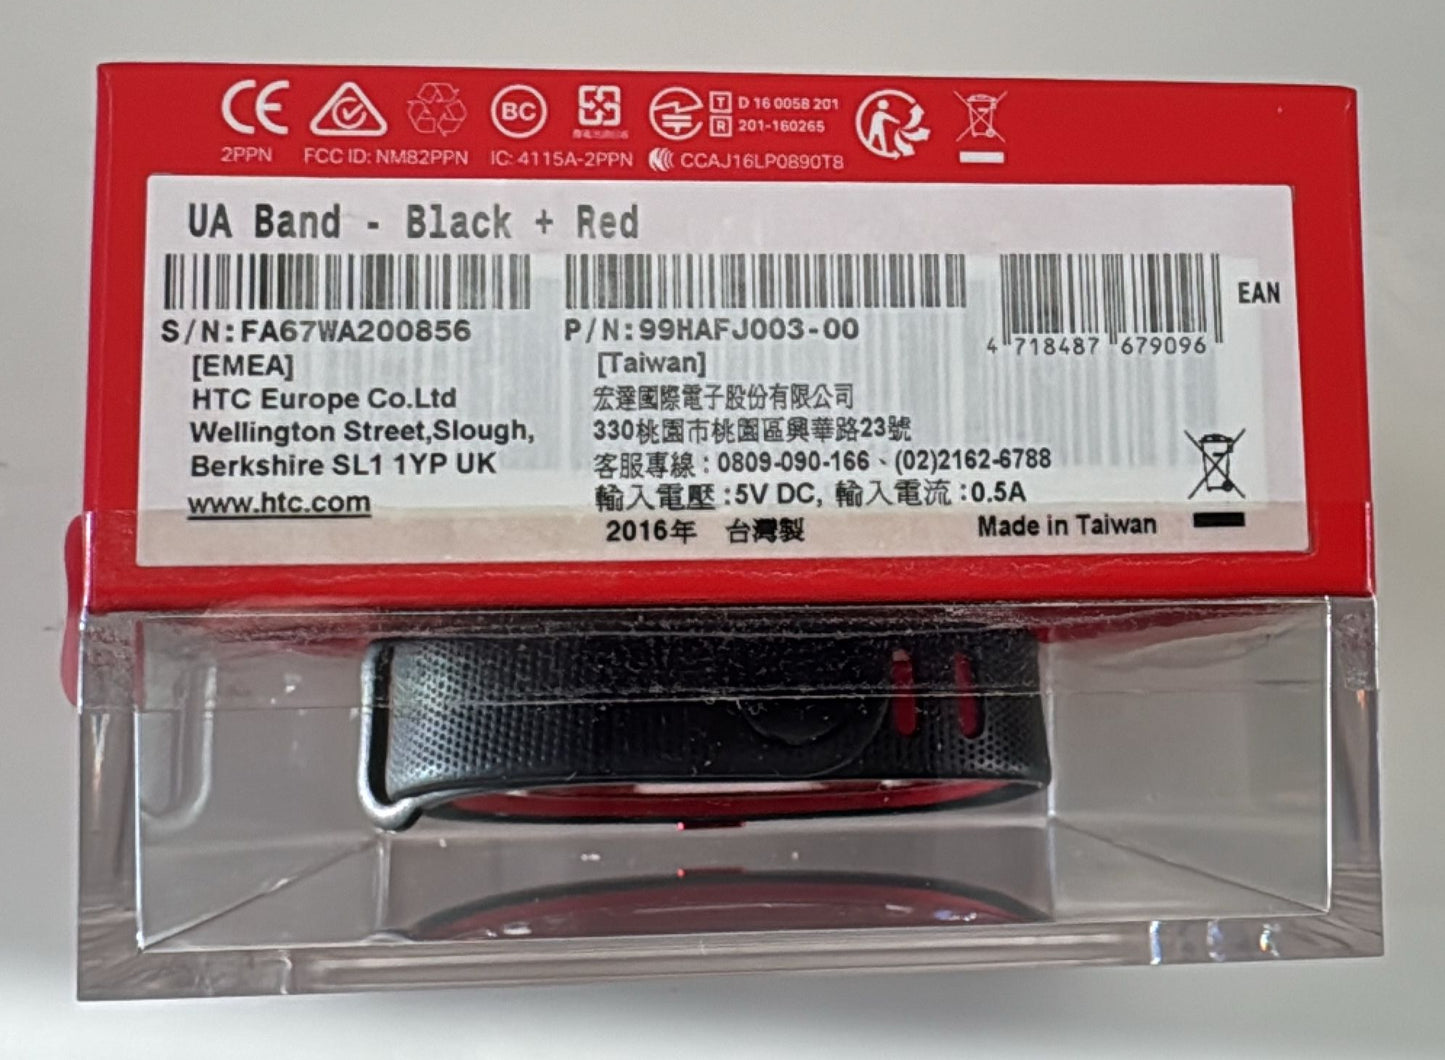 CE BC T D 16 0058 201
R 201-160265
2PPN FCC ID: NM82PPN IC: 4115A-2PPN CCAJ16LP0890T8
UA Band - Black + Red
EAN
S/N:FA67WA200856 P/N:99HAFJ003-00
4 718487 679096
[EMEA]
HTC Europe Co.Ltd
Wellington Street,Slough,
Berkshire SL1 1YP UK
www.htc.com
[Taiwan]
宏達國際電子股份有限公司
330桃園市桃園區興華路23號
客服專線:0809-090-166、(02)2162-6788
輸入電壓:5V DC, 輸入電流:0.5A
2016年 台灣製 Made in Taiwan